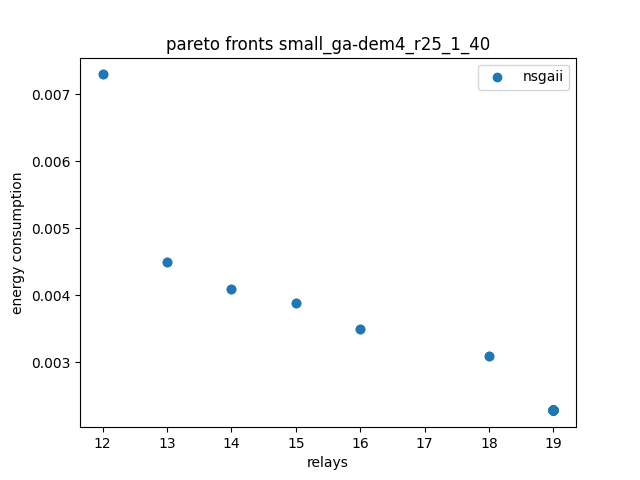 pareto fronts small_ga-dem4_r25_1_40
nsgaii
0.007
0.006
0.005
0.004
0.003
energy consumption
12 13 14 15 16 17 18 19
relays